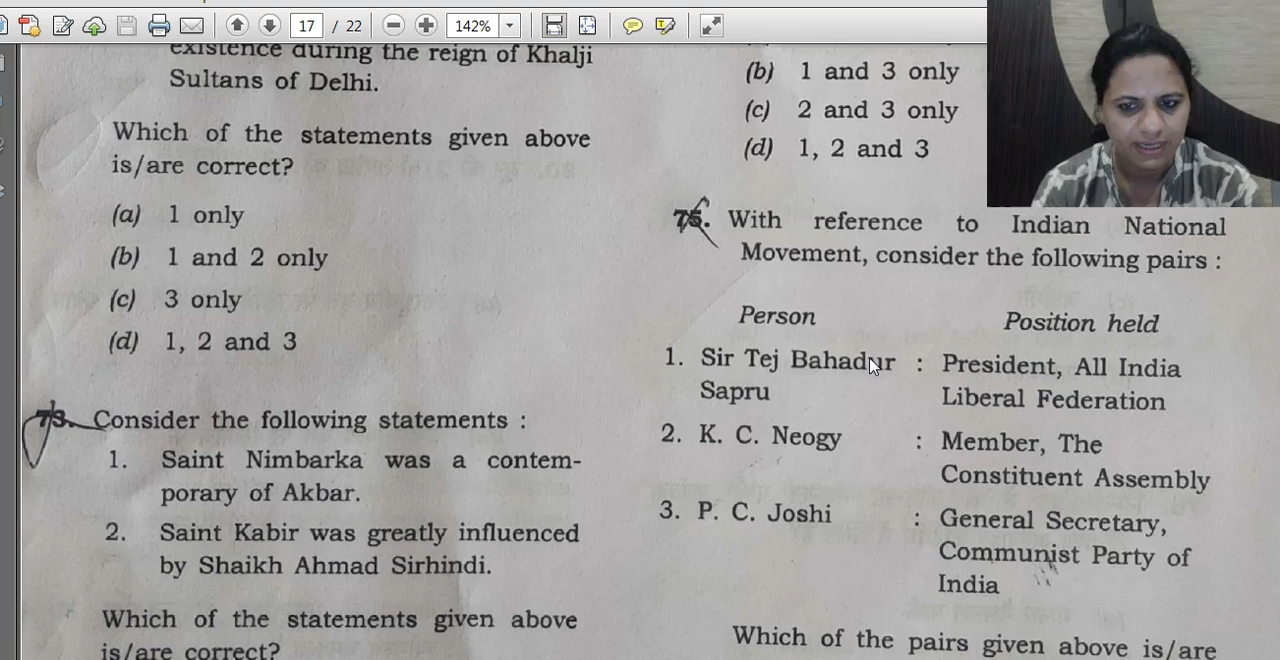 17 / 22
142%
existence during the reign of Khalji
Sultans of Delhi.
Which of the statements given above
is/are correct?
(a) 1 only
(b) 1 and 2 only
(c) 3 only
(d) 1, 2 and 3
73. Consider the following statements :
1. Saint Nimbarka was a contem-
porary of Akbar.
2. Saint Kabir was greatly influenced
by Shaikh Ahmad Sirhindi.
Which of the statements given above
is/are correct?
(b) 1 and 3 only
(c) 2 and 3 only
(d) 1, 2 and 3
75. With reference to Indian National
Movement, consider the following pairs :
Person Position held
1. Sir Tej Bahadur : President, All India
Sapru Liberal Federation
2. K. C. Neogy : Member, The
Constituent Assembly
3. P. C. Joshi : General Secretary,
Communist Party of
India
Which of the pairs given above is/are